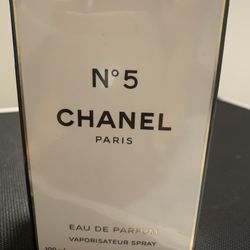 N°5
CHANEL
PARIS
EAU DE PARFUM
VAPORISATEUR SPRAY